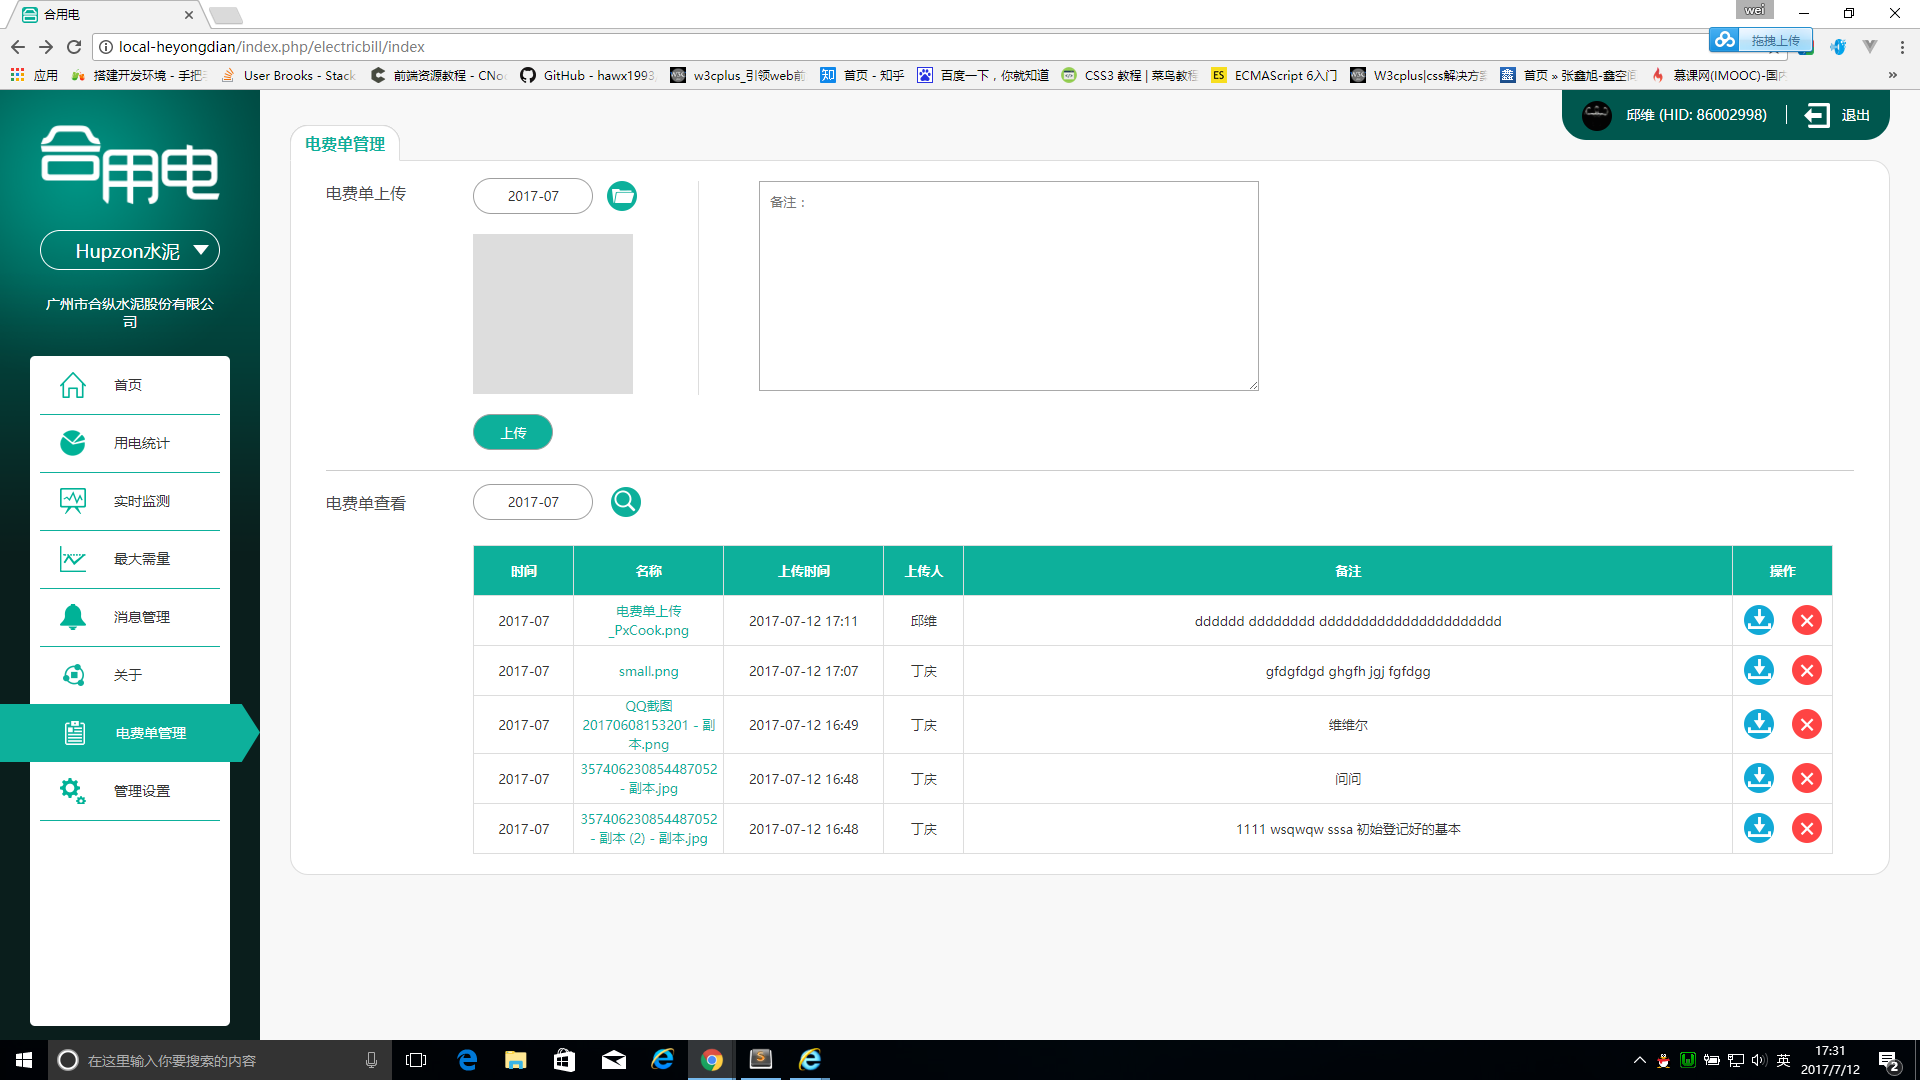 合用电
wei
local-heyongdian/index.php/electricbill/index
拖拽上传
应用
搭建开发环境 - 手把
User Brooks - Stack
前端资源教程 - CNo
GitHub - hawx1993
w3cplus_引领web前
知 首页 - 知乎
百度一下，你就知道
CSS3 教程 | 菜鸟教程
ES ECMAScript 6入门
W3cplus|css解决方案
鑫 首页 » 张鑫旭-鑫空间
慕课网(IMOOC)-国内
邱维 (HID: 86002998)
退出
合用电
Hupzon水泥
广州市合纵水泥股份有限公
司
首页
用电统计
实时监测
最大需量
消息管理
关于
电费单管理
管理设置
电费单管理
电费单上传
2017-07
备注：
上传
电费单查看
2017-07
时间 名称 上传时间 上传人 备注 操作
2017-07 电费单上传_PxCook.png 2017-07-12 17:11 邱维 dddddd dddddddd dddddddddddddddddddddd
2017-07 small.png 2017-07-12 17:07 丁庆 gfdgfdgd ghgfh jgj fgfdgg
2017-07 QQ截图20170608153201 - 副本.png 2017-07-12 16:49 丁庆 维维尔
2017-07 357406230854487052 - 副本.jpg 2017-07-12 16:48 丁庆 问问
2017-07 357406230854487052 - 副本 (2) - 副本.jpg 2017-07-12 16:48 丁庆 1111 wsqwqw sssa 初始登记好的基本
在这里输入你要搜索的内容
英
17:31
2017/7/12
2